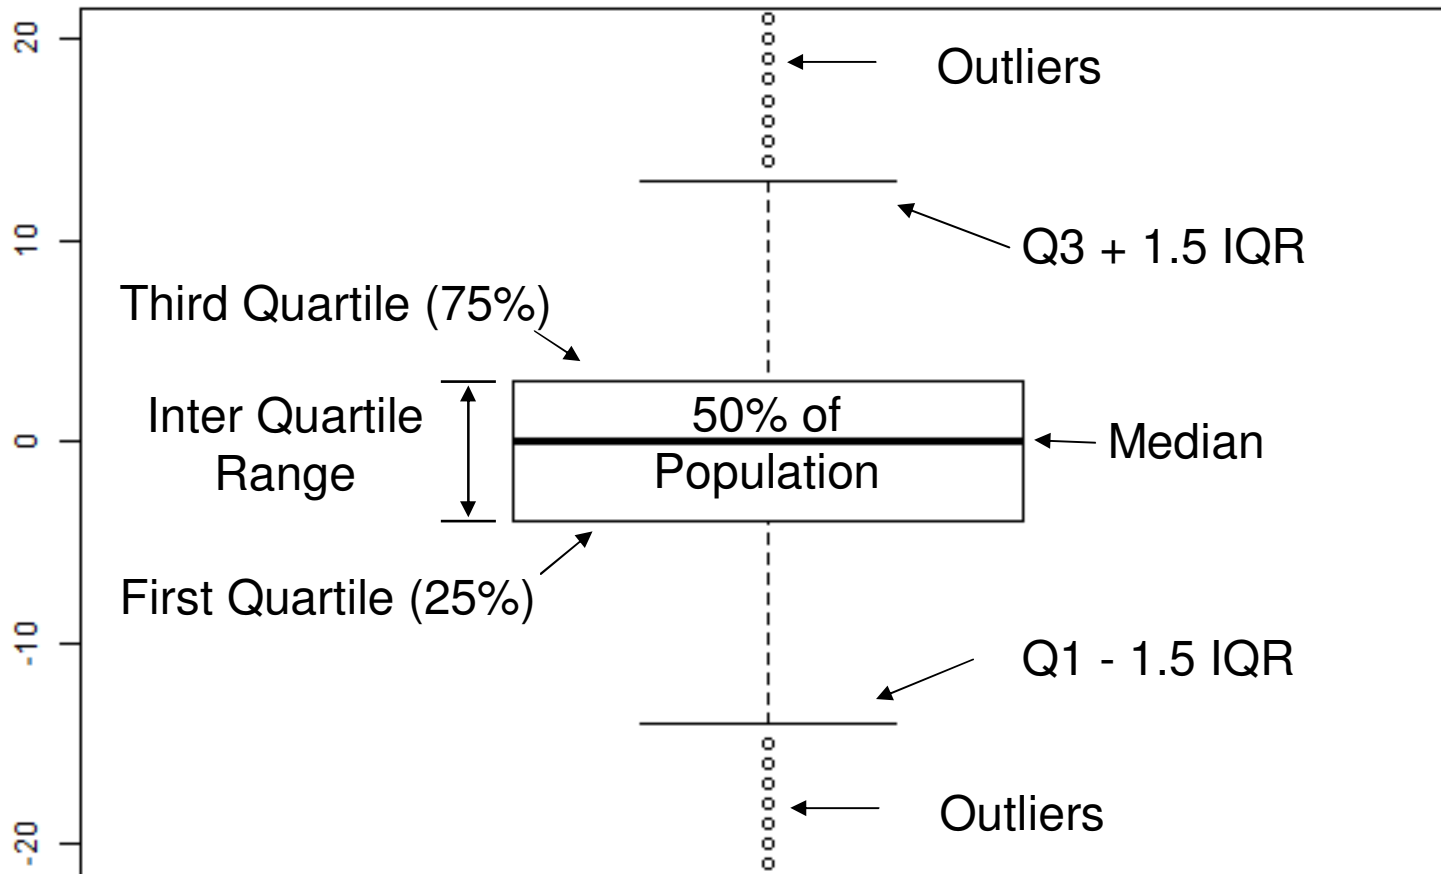 20
Outliers
10
Q3 + 1.5 IQR
Third Quartile (75%)
Inter Quartile
Range
50% of
Population
0
Median
First Quartile (25%)
-10
Q1 - 1.5 IQR
Outliers
-20